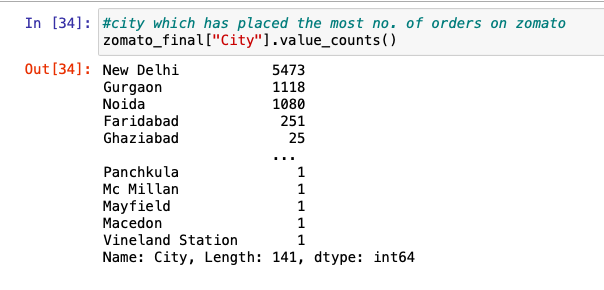 In [34]: #city which has placed the most no. of orders on zomato
zomato_final["City"].value_counts()
Out[34]: New Delhi 5473
Gurgaon 1118
Noida 1080
Faridabad 251
Ghaziabad 25
...
Panchkula 1
Mc Millan 1
Mayfield 1
Macedon 1
Vineland Station 1
Name: City, Length: 141, dtype: int64